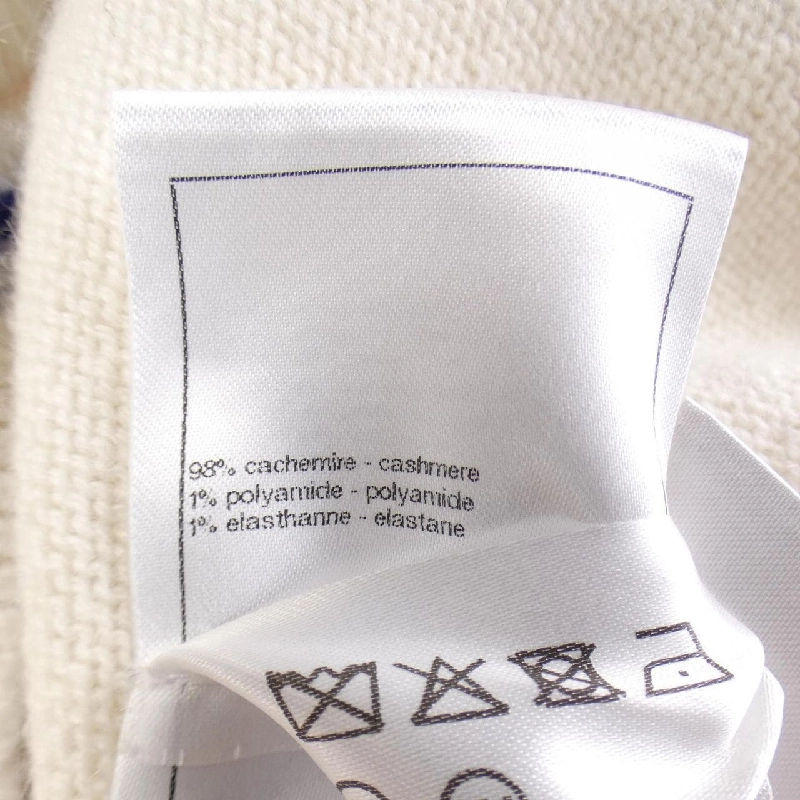 98% cachemire - cashmere
1% polyamide - polyamide
1% elasthanne - elastane